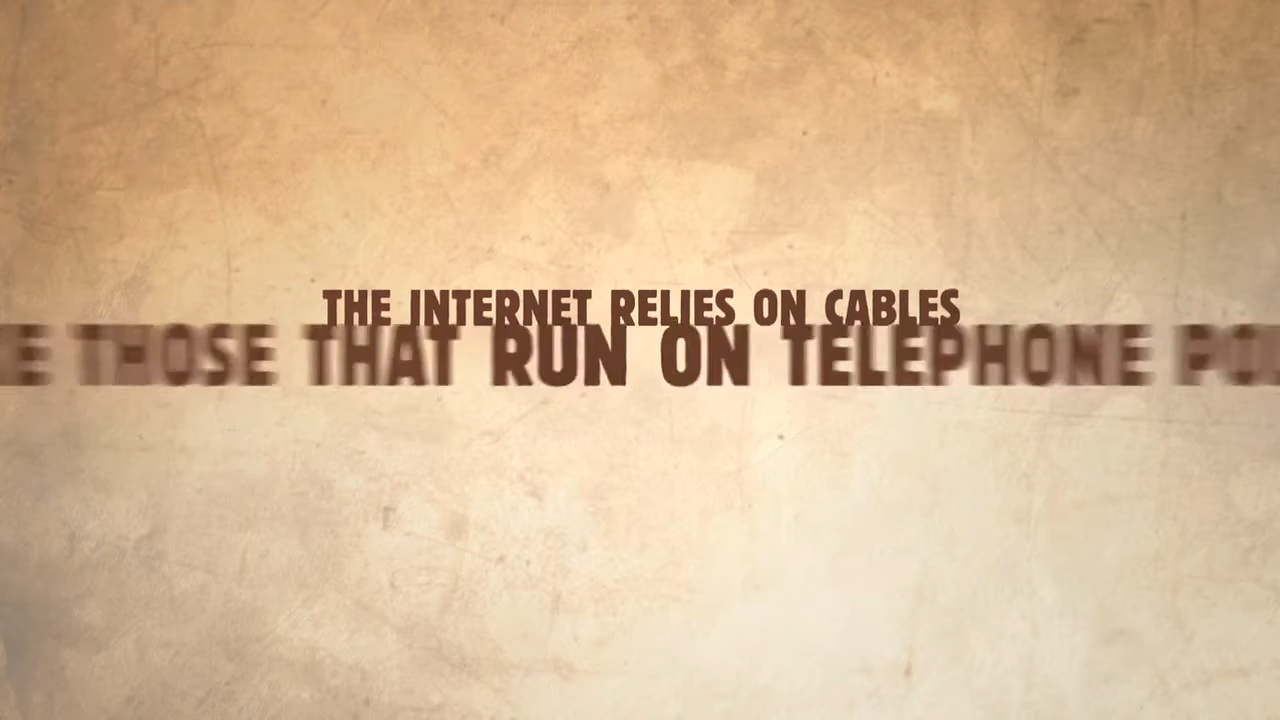 THE INTERNET RELIES ON CABLES
THOSE THAT RUN ON TELEPHONE